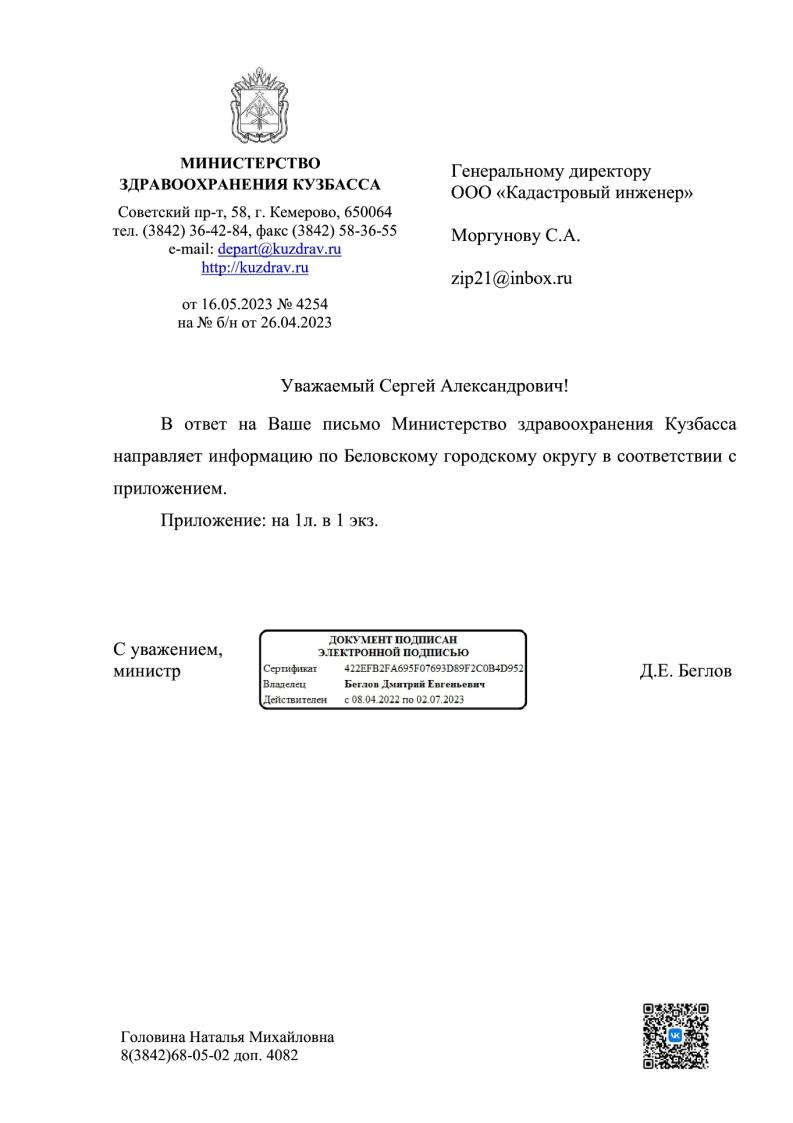 МИНИСТЕРСТВО
ЗДРАВООХРАНЕНИЯ КУЗБАССА
Советский пр-т, 58, г. Кемерово, 650064
тел. (3842) 36-42-84, факс (3842) 58-36-55
e-mail: depart@kuzdrav.ru
http://kuzdrav.ru
от 16.05.2023 № 4254
на № б/н от 26.04.2023
Генеральному директору
ООО «Кадастровый инженер»
Моргунову С.А.
zip21@inbox.ru
Уважаемый Сергей Александрович!
В ответ на Ваше письмо Министерство здравоохранения Кузбасса
направляет информацию по Беловскому городскому округу в соответствии с
приложением.
Приложение: на 1л. в 1 экз.
С уважением,
министр
ДОКУМЕНТ ПОДПИСАН
ЭЛЕКТРОННОЙ ПОДПИСЬЮ
Сертификат 422EFB2FA695F07693D89F2C0B4D952
Владелец Беглов Дмитрий Евгеньевич
Действителен с 08.04.2022 по 02.07.2023
Д.Е. Беглов
Головина Наталья Михайловна
8(3842)68-05-02 доп. 4082